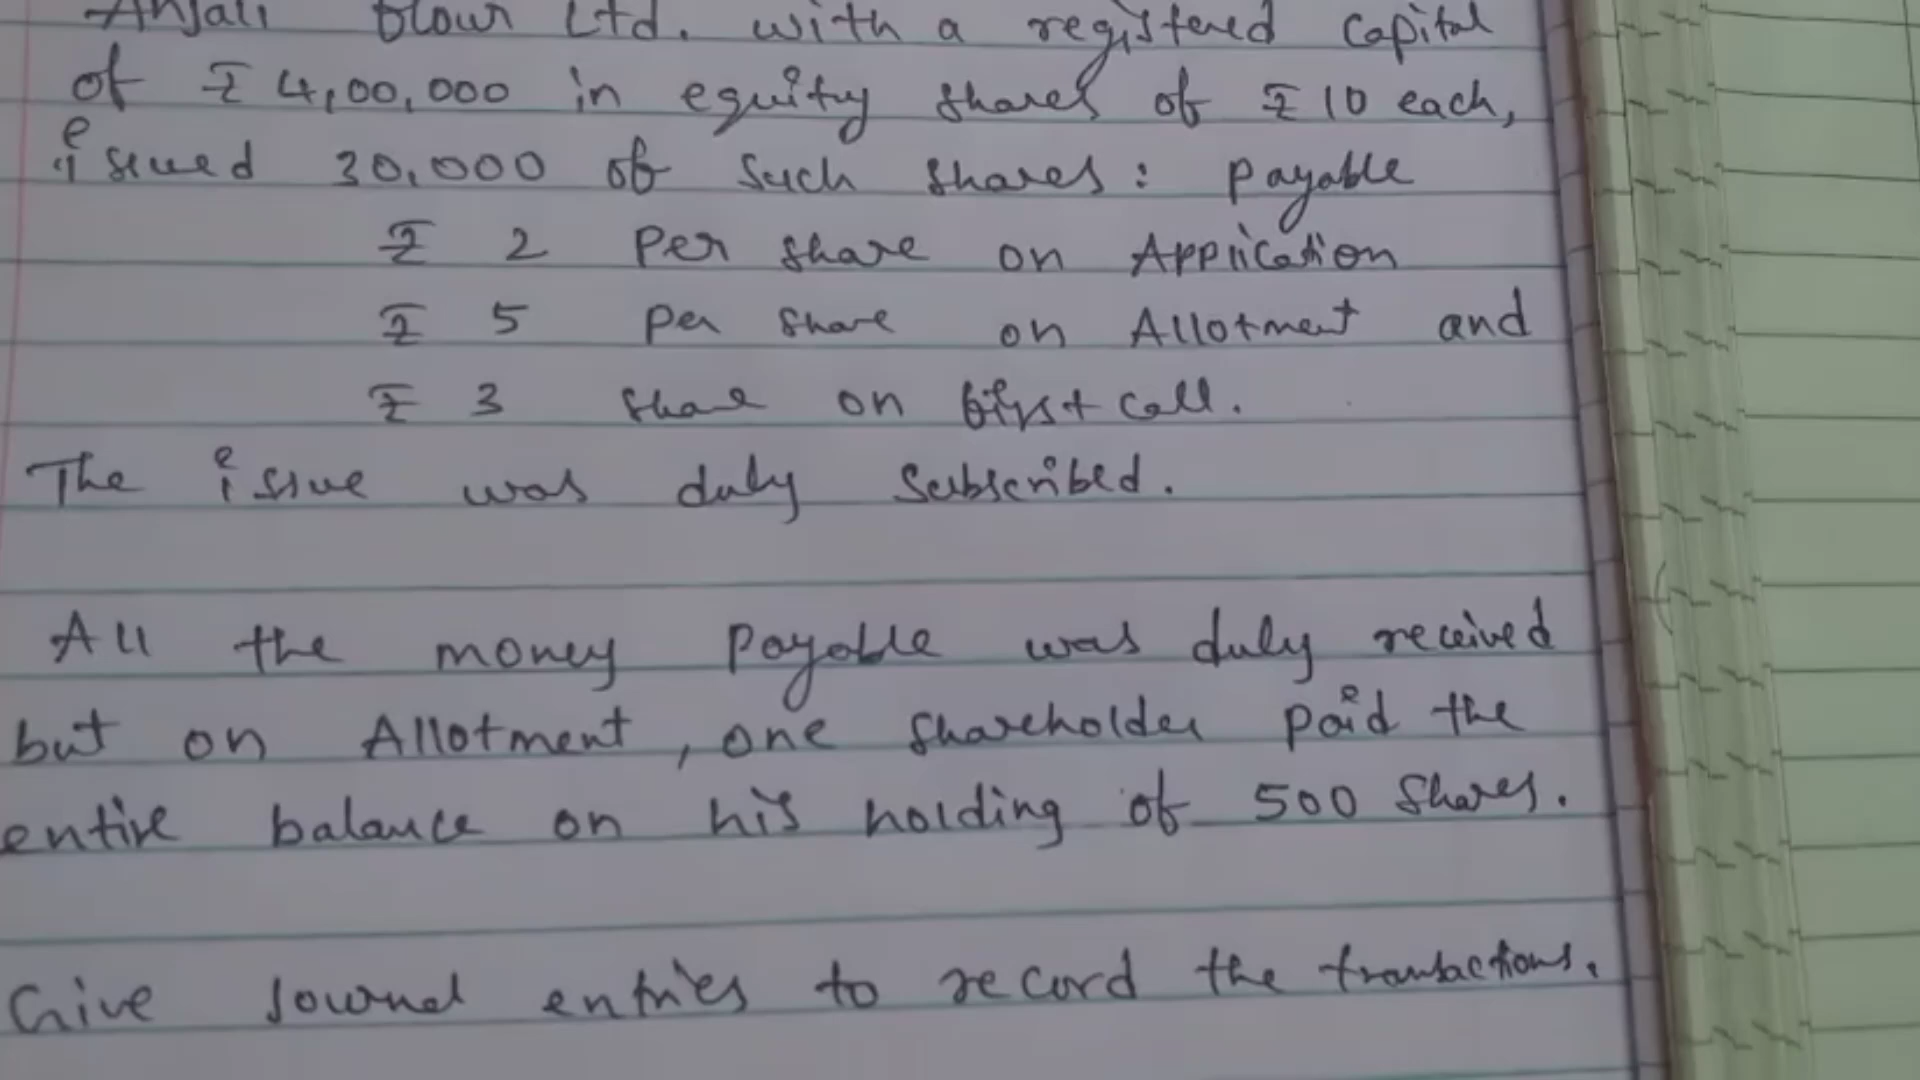 Anjali flour Ltd. with a registered capital
of ₹ 4,00,000 in equity shares of ₹ 10 each,
issued 30,000 of such shares : payable
₹ 2 Per share on Application
₹ 5 per share on Allotment and
₹ 3 share on first call.
The issue was duly subscribed.
All the money payable was duly received
but on Allotment, one shareholder paid the
entire balance on his holding of 500 shares.
Give Journal entries to record the transactions.